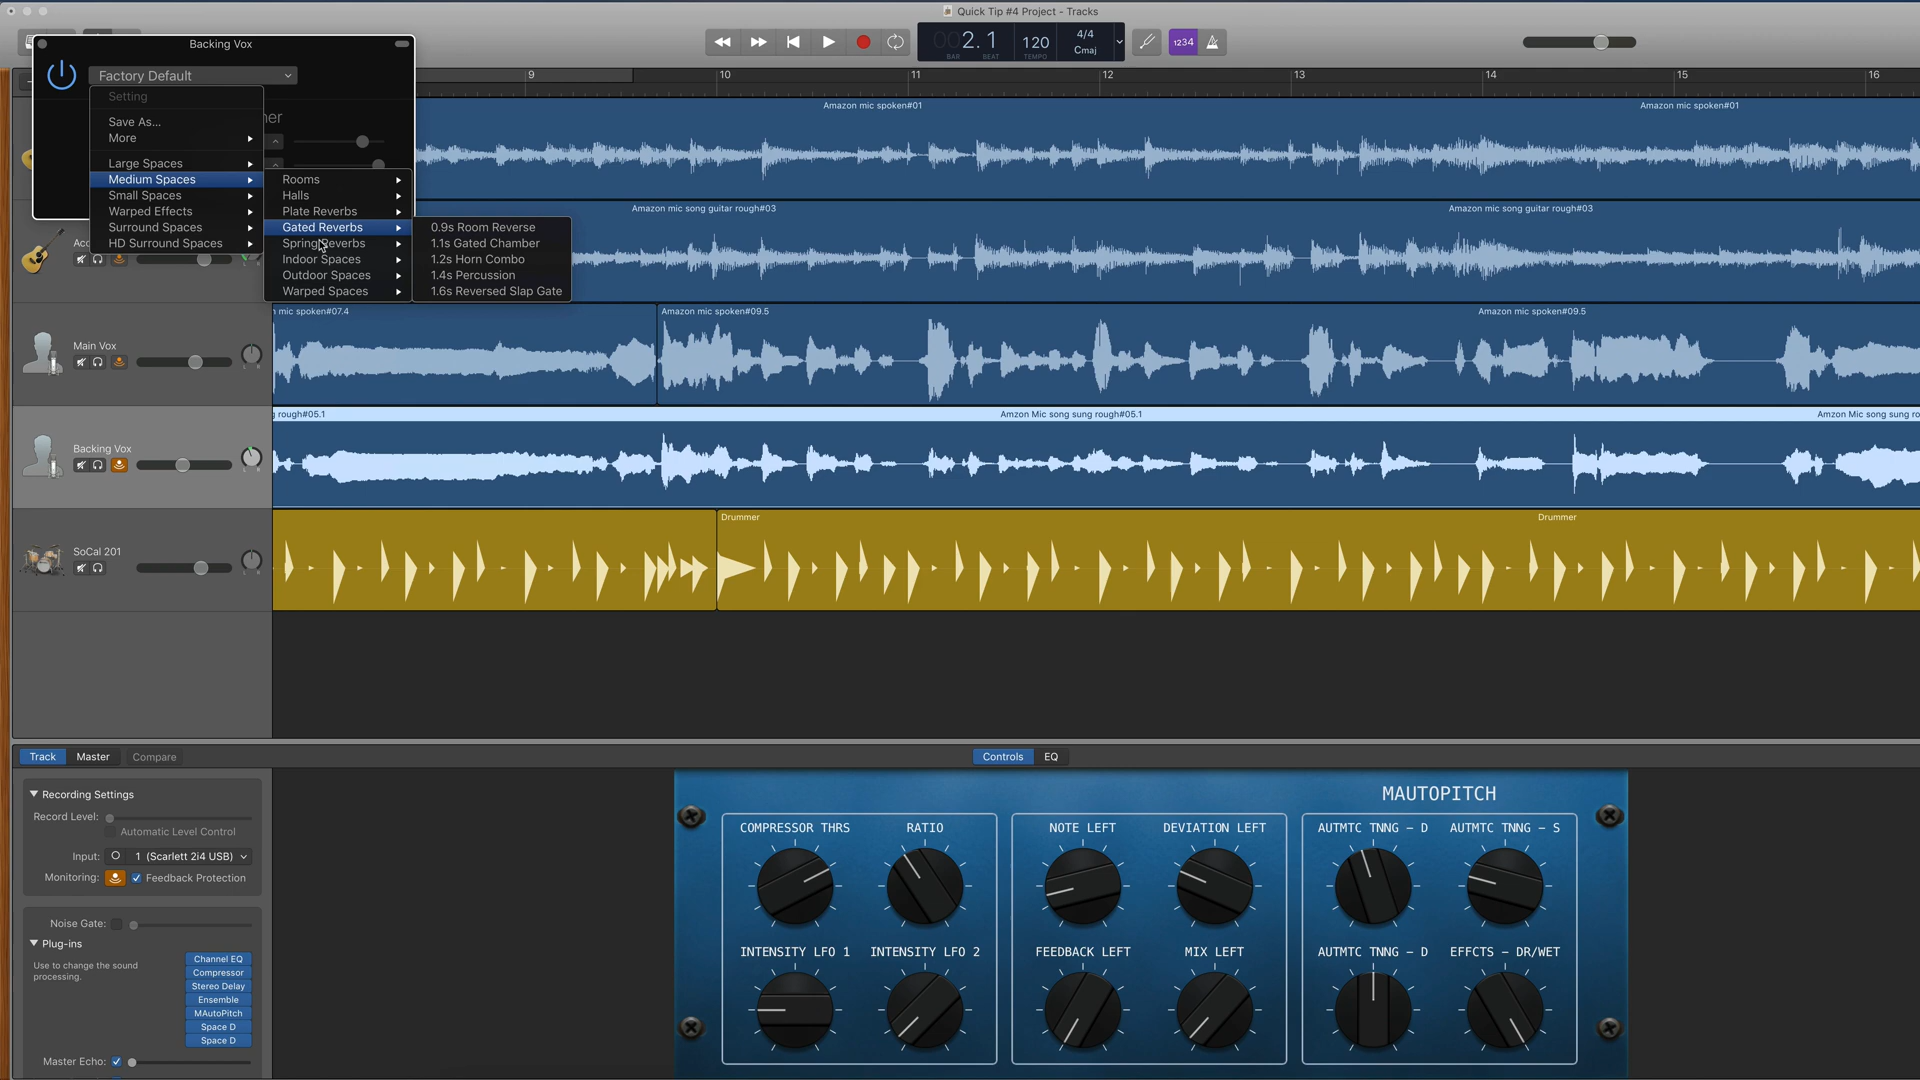 Quick Tip #4 Project - Tracks
Backing Vox
Factory Default
002.1
BAR
BEAT
120
TEMPO
4/4
Cmaj
1234
9
10
11
12
13
14
15
16
Setting
Save As...
More
Large Spaces
Medium Spaces
Small Spaces
Warped Effects
Surround Spaces
HD Surround Spaces
Rooms
Halls
Plate Reverbs
Gated Reverbs
Spring Reverbs
Indoor Spaces
Outdoor Spaces
Warped Spaces
0.9s Room Reverse
1.1s Gated Chamber
1.2s Horn Combo
1.4s Percussion
1.6s Reversed Slap Gate
Amazon mic spoken#01
Amazon mic spoken#01
Amazon mic song guitar rough#03
Amazon mic song guitar rough#03
mic spoken#07.4
Amazon mic spoken#09.5
Amazon mic spoken#09.5
Main Vox
rough#05.1
Amzon Mic song sung rough#05.1
Amzon Mic song sung ro
Backing Vox
Drummer
Drummer
SoCal 201
Track
Master
Compare
Controls
EQ
Recording Settings
Record Level:
Automatic Level Control
Input:
1 (Scarlett 2i4 USB)
Monitoring:
Feedback Protection
Noise Gate:
Plug-ins
Use to change the sound
processing.
Channel EQ
Compressor
Stereo Delay
Ensemble
MAutoPitch
Space D
Space D
Master Echo:
MAUTOPITCH
COMPRESSOR THRS
RATIO
NOTE LEFT
DEVIATION LEFT
AUTMTC TNNG – D
AUTMTC TNNG – S
INTENSITY LFO 1
INTENSITY LFO 2
FEEDBACK LEFT
MIX LEFT
AUTMTC TNNG – D
EFFCTS – DR/WET